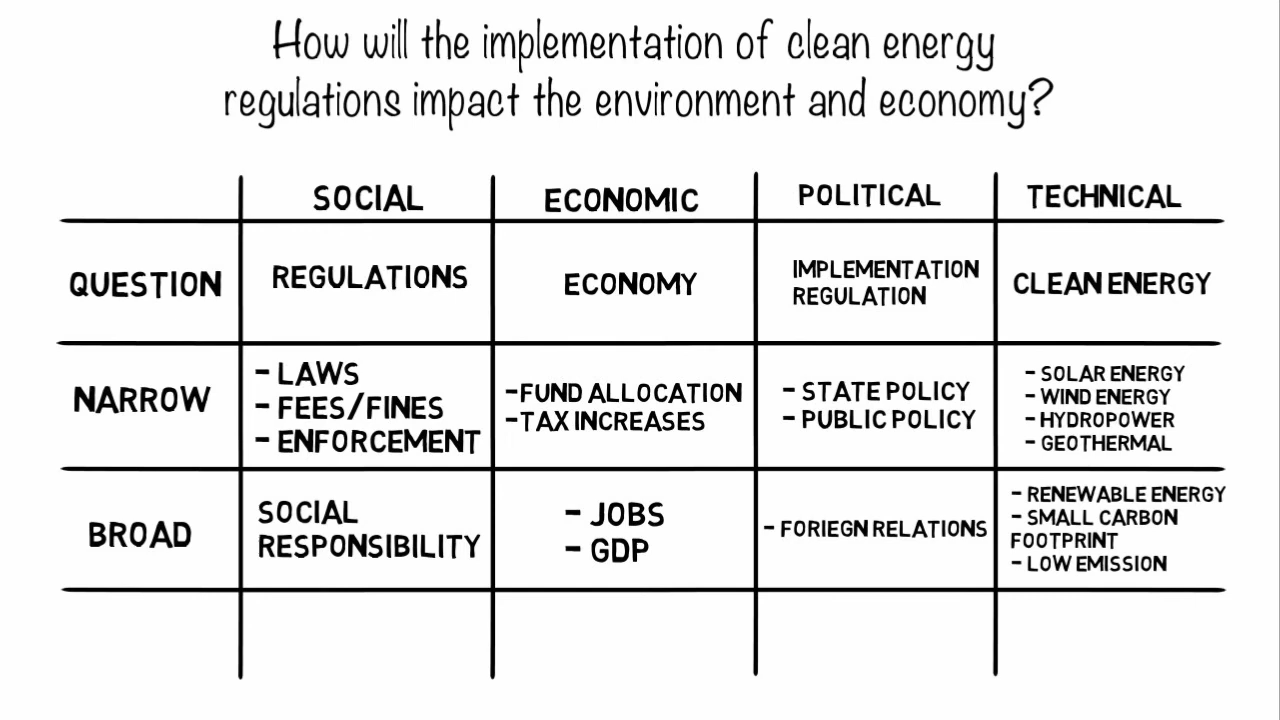 How will the implementation of clean energy
regulations impact the environment and economy?
SOCIAL ECONOMIC POLITICAL TECHNICAL
QUESTION
REGULATIONS
ECONOMY
IMPLEMENTATION
REGULATION
CLEAN ENERGY
NARROW
- LAWS
- FEES/FINES
- ENFORCEMENT
-FUND ALLOCATION
-TAX INCREASES
- STATE POLICY
- PUBLIC POLICY
- SOLAR ENERGY
- WIND ENERGY
- HYDROPOWER
- GEOTHERMAL
BROAD
SOCIAL
RESPONSIBILITY
- JOBS
- GDP
- FORIEGN RELATIONS
- RENEWABLE ENERGY
- SMALL CARBON
FOOTPRINT
- LOW EMISSION